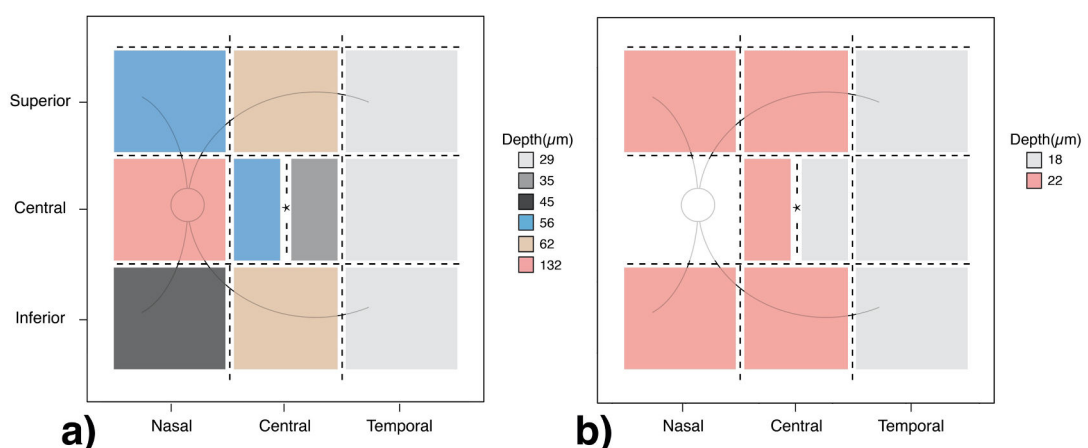 Superior
Central
Inferior
Nasal
Central
Temporal
a)
Depth(µm)
29
35
45
56
62
132
*
Nasal
Central
Temporal
b)
Depth(µm)
18
22
*